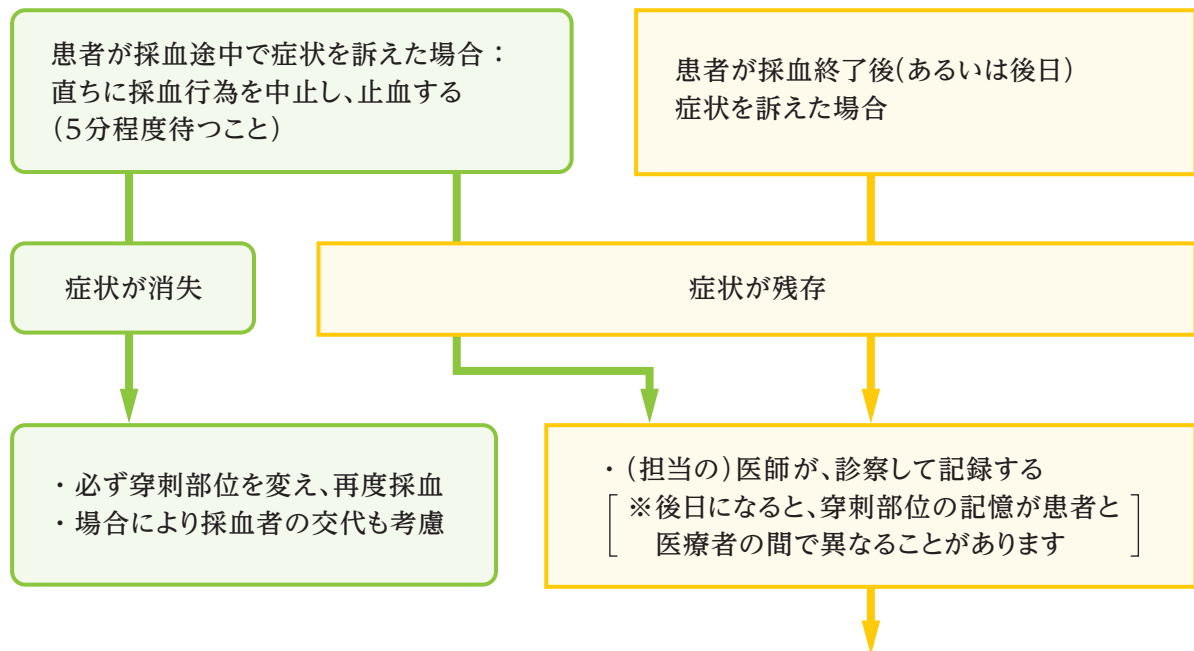 患者が採血途中で症状を訴えた場合：
直ちに採血行為を中止し、止血する
（5分程度待つこと）
患者が採血終了後（あるいは後日）
症状を訴えた場合
症状が消失
症状が残存
・必ず穿刺部位を変え、再度採血
・場合により採血者の交代も考慮
・（担当の）医師が、診察して記録する
※後日になると、穿刺部位の記憶が患者と
医療者の間で異なることがあります